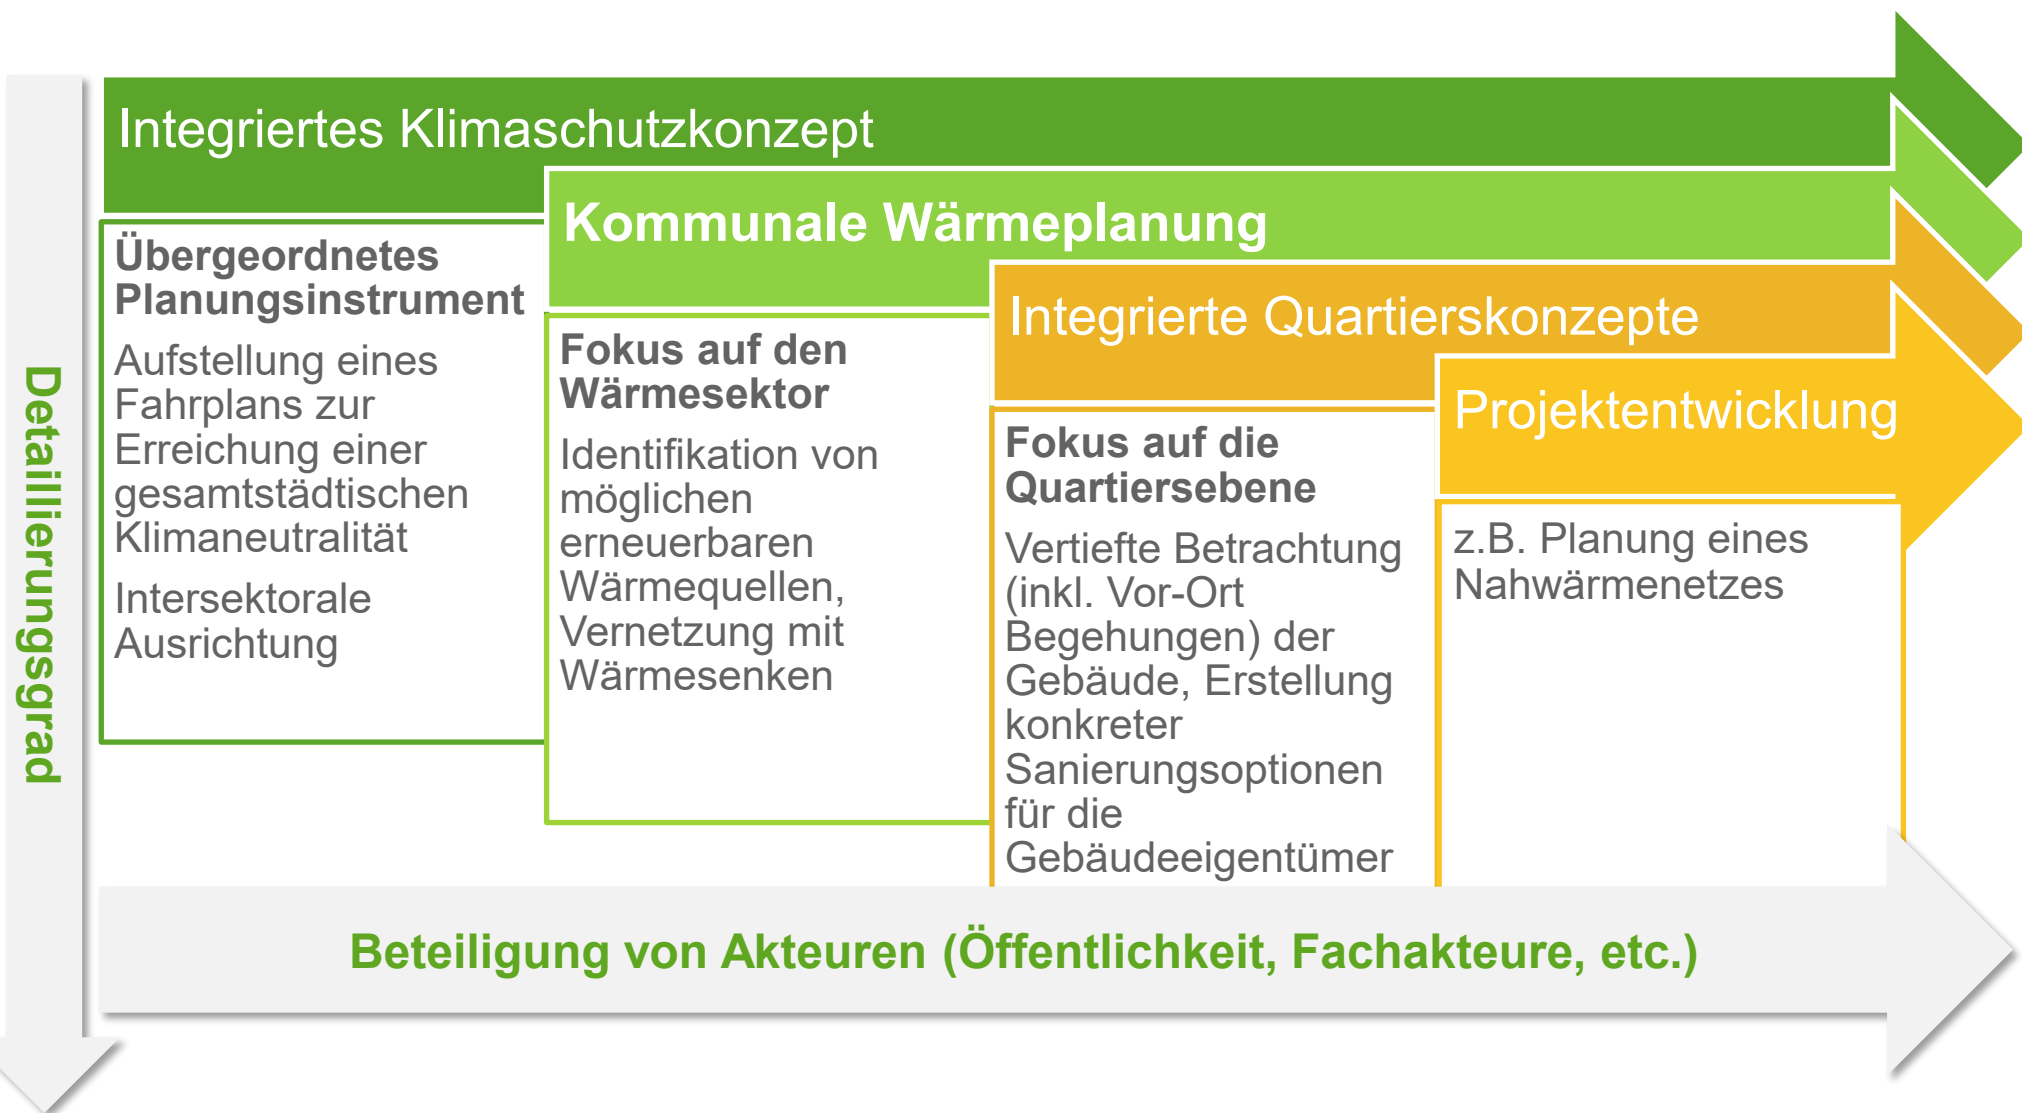 Integriertes Klimaschutzkonzept
Übergeordnetes
Planungsinstrument
Aufstellung eines
Fahrplans zur
Erreichung einer
gesamtstädtischen
Klimaneutralität
Intersektorale
Ausrichtung
Kommunale Wärmeplanung
Fokus auf den
Wärmesektor
Identifikation von
möglichen
erneuerbaren
Wärmequellen,
Vernetzung mit
Wärmesenken
Integrierte Quartierskonzepte
Fokus auf die
Quartiersebene
Vertiefte Betrachtung
(inkl. Vor-Ort
Begehungen) der
Gebäude, Erstellung
konkreter
Sanierungsoptionen
für die
Gebäudeeigentümer
Projektentwicklung
z.B. Planung eines
Nahwärmenetzes
Detaillierungsgrad
Beteiligung von Akteuren (Öffentlichkeit, Fachakteure, etc.)